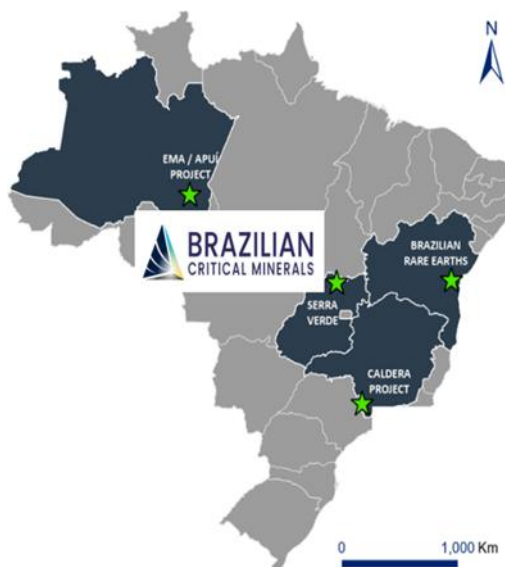 N
EMA / APUÍ
PROJECT
BRAZILIAN
CRITICAL MINERALS
BRAZILIAN
RARE EARTHS
SERRA
VERDE
CALDERA
PROJECT
0 1,000 Km